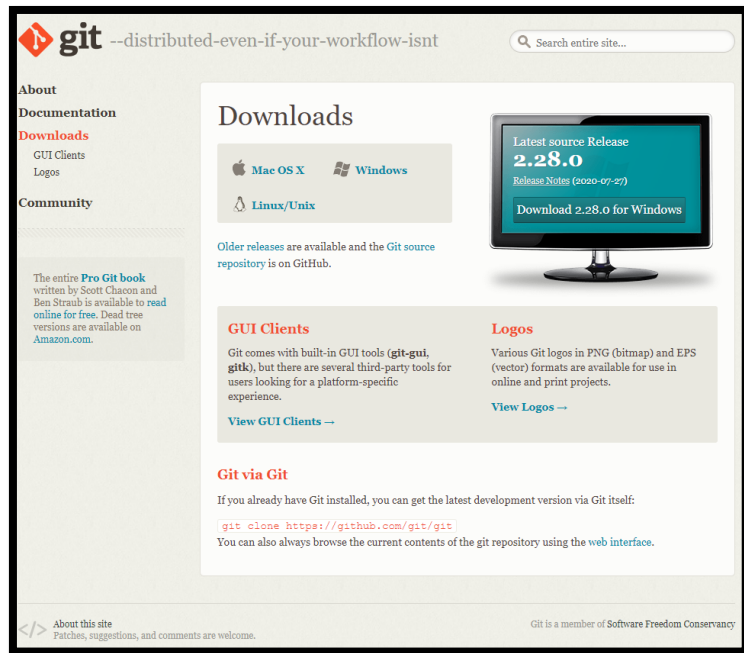 git --distributed-even-if-your-workflow-isnt
Search entire site...
About
Documentation
Downloads
GUI Clients
Logos
Community
The entire Pro Git book
written by Scott Chacon and
Ben Straub is available to read
online for free. Dead tree
versions are available on
Amazon.com.
Downloads
Mac OS X
Windows
Linux/Unix
Older releases are available and the Git source
repository is on GitHub.
Latest source Release
2.28.0
Release Notes (2020-07-27)
Download 2.28.0 for Windows
GUI Clients
Git comes with built-in GUI tools (git-gui,
gitk), but there are several third-party tools for
users looking for a platform-specific
experience.
View GUI Clients →
Logos
Various Git logos in PNG (bitmap) and EPS
(vector) formats are available for use in
online and print projects.
View Logos →
Git via Git
If you already have Git installed, you can get the latest development version via Git itself:
git clone https://github.com/git/git
You can also always browse the current contents of the git repository using the web interface.
</>
About this site
Patches, suggestions, and comments are welcome.
Git is a member of Software Freedom Conservancy